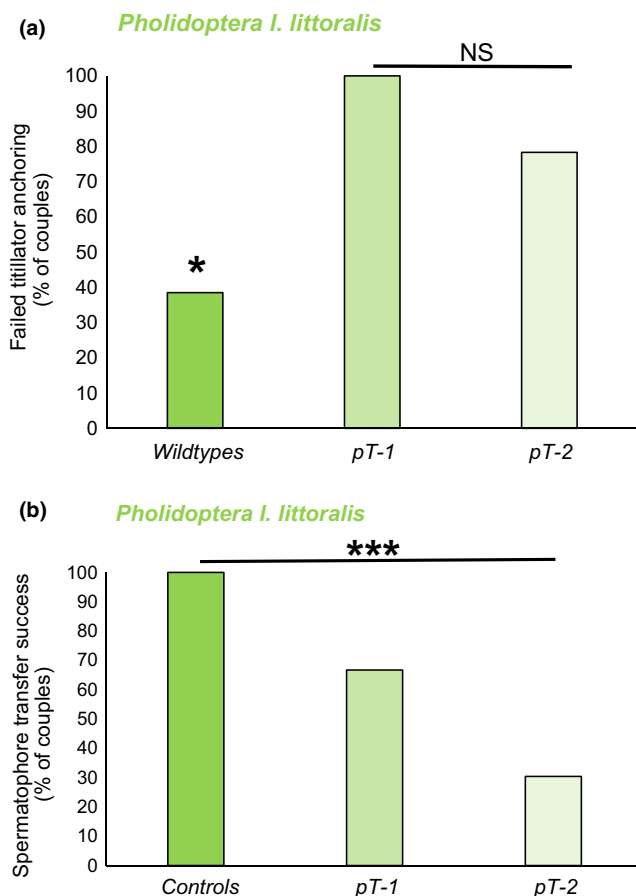 (a)
Pholidoptera l. littoralis
Failed titillator anchoring
(% of couples)
100
90
80
70
60
50
40
30
20
10
0
*
NS
Wildtypes pT-1 pT-2
(b)
Pholidoptera l. littoralis
Spermatophore transfer success
(% of couples)
100
90
80
70
60
50
40
30
20
10
0
***
Controls pT-1 pT-2